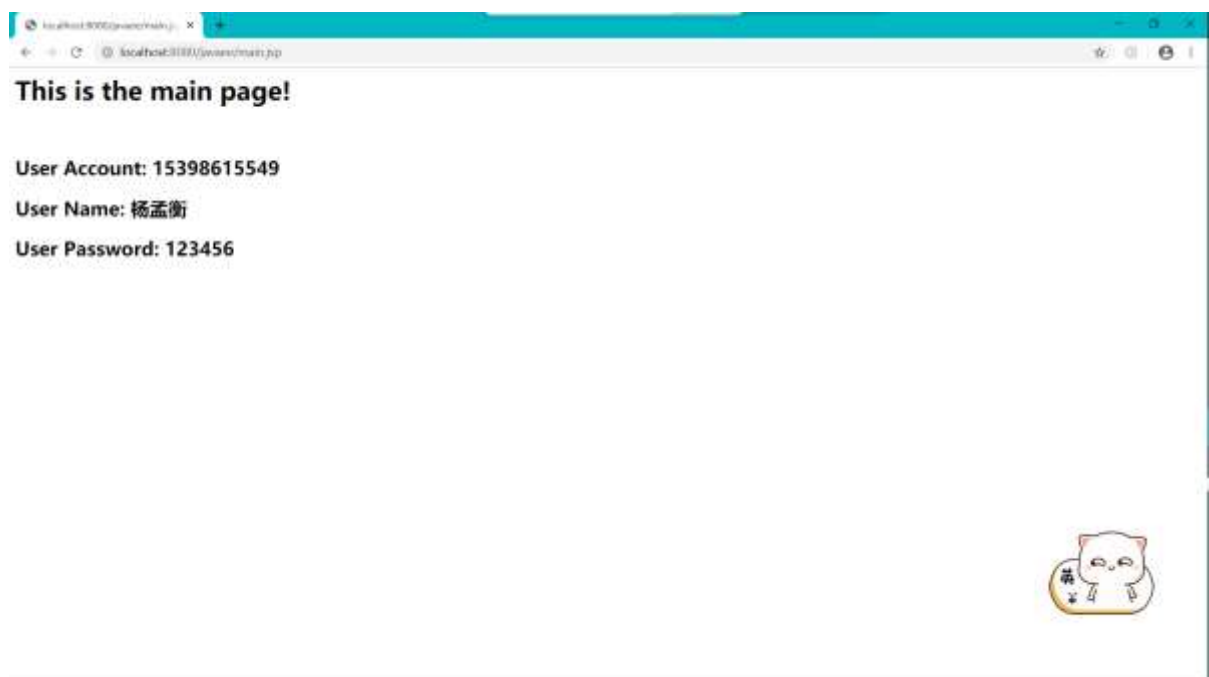 This is the main page!
User Account: 15398615549
User Name: 杨孟衡
User Password: 123456